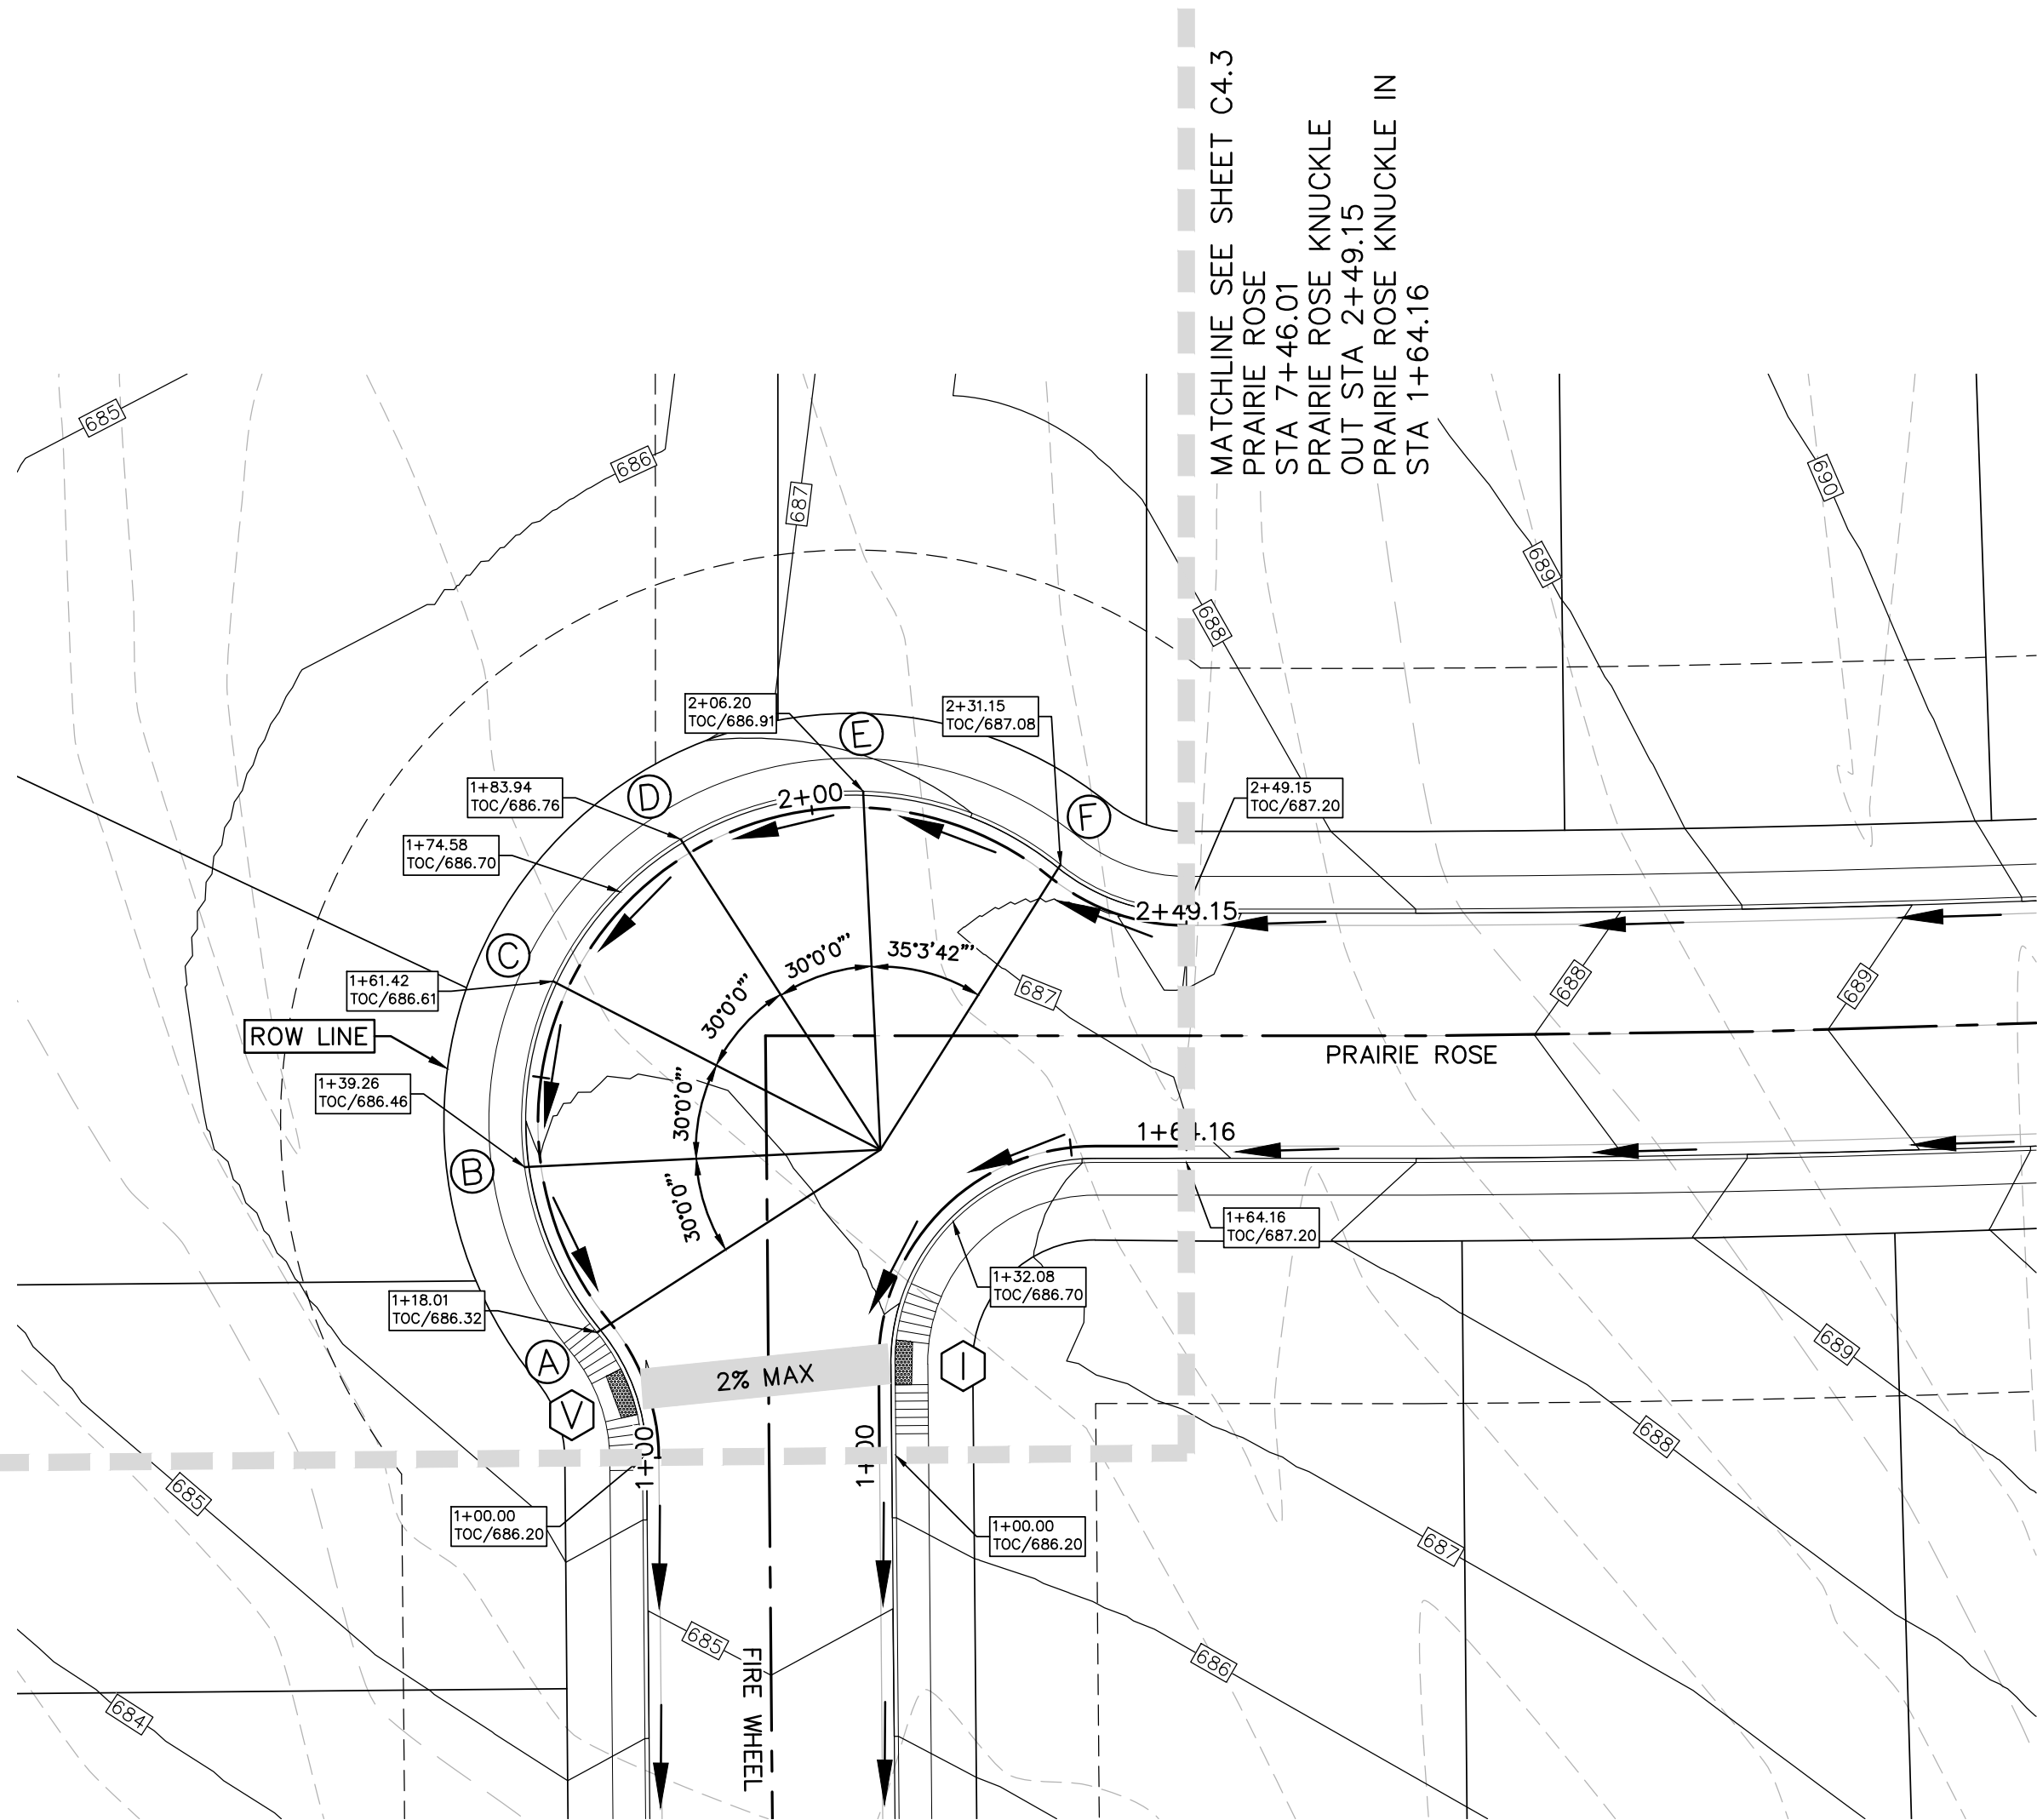 MATCHLINE SEE SHEET C4.3
PRAIRIE ROSE
STA 7+46.01
PRAIRIE ROSE KNUCKLE
OUT STA 2+49.15
PRAIRIE ROSE KNUCKLE IN
STA 1+64.16
685
686
687
688
689
690
2+06.20
TOC/686.91
E
2+31.15
TOC/687.08
D
1+83.94
TOC/686.76
2+00
F
2+49.15
TOC/687.20
1+74.58
TOC/686.70
2+49.15
C
30°0'0"'
35°3'42"'
1+61.42
TOC/686.61
30°0'0"'
687
688
689
ROW LINE
PRAIRIE ROSE
1+39.26
TOC/686.46
30°0'0"'
1+64.16
B
30°0'0"'
1+64.16
TOC/687.20
1+18.01
TOC/686.32
1+32.08
TOC/686.70
A
2% MAX
I
689
V
688
1+00
1+00
685
1+00.00
TOC/686.20
1+00.00
TOC/686.20
687
685
686
FIRE WHEEL
684